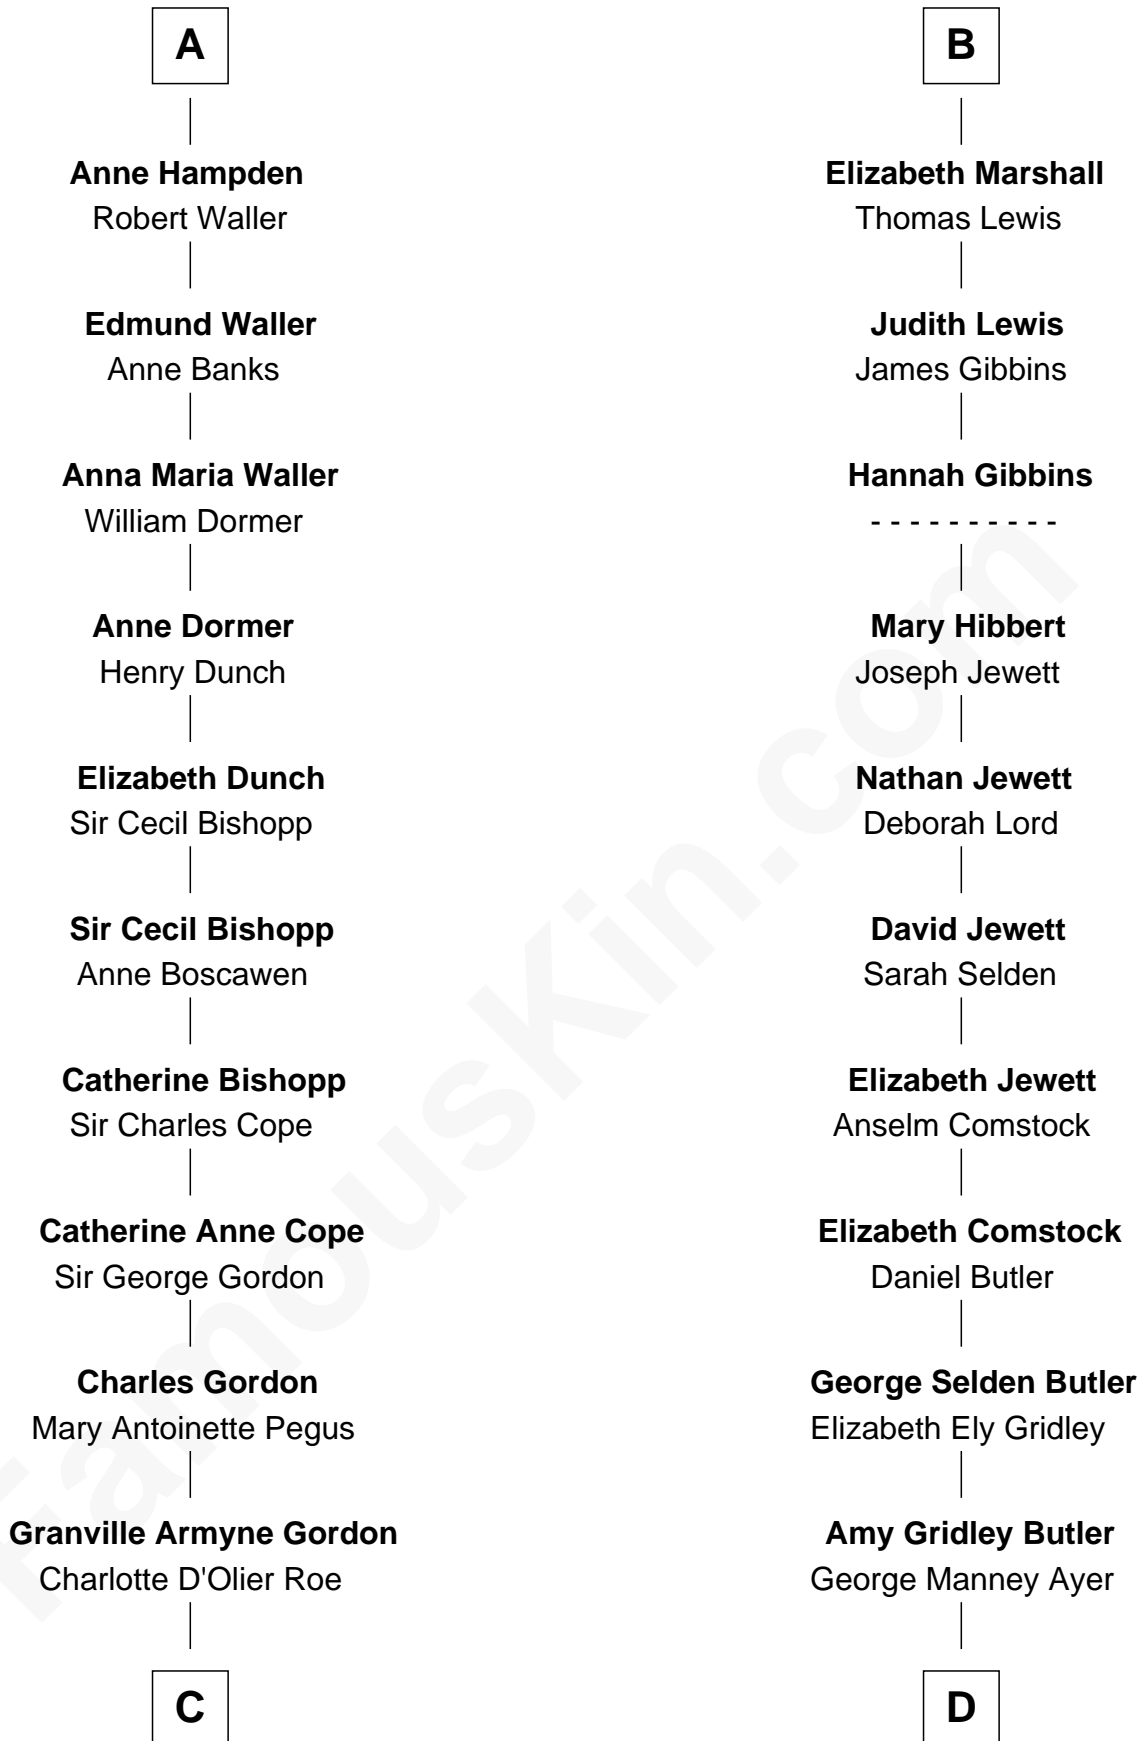 A
Anne Hampden
Robert Waller
Edmund Waller
Anne Banks
Anna Maria Waller
William Dormer
Anne Dormer
Henry Dunch
Elizabeth Dunch
Sir Cecil Bishopp
Sir Cecil Bishopp
Anne Boscawen
Catherine Bishopp
Sir Charles Cope
Catherine Anne Cope
Sir George Gordon
Charles Gordon
Mary Antoinette Pegus
Granville Armyne Gordon
Charlotte D'Olier Roe
C
B
Elizabeth Marshall
Thomas Lewis
Judith Lewis
James Gibbins
Hannah Gibbins
- - - - - - - - - -
Mary Hibbert
Joseph Jewett
Nathan Jewett
Deborah Lord
David Jewett
Sarah Selden
Elizabeth Jewett
Anselm Comstock
Elizabeth Comstock
Daniel Butler
George Selden Butler
Elizabeth Ely Gridley
Amy Gridley Butler
George Manney Ayer
D
FamousKin.com